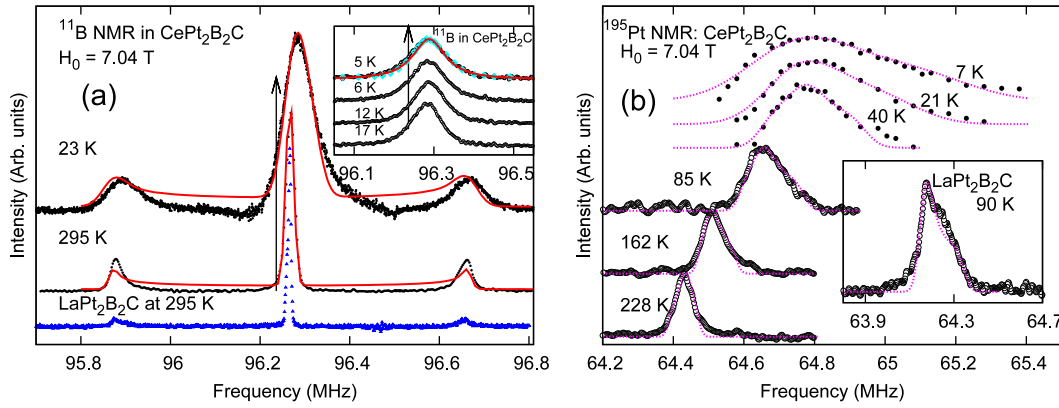 ¹¹B NMR in CePt₂B₂C
H₀ = 7.04 T
(a)
23 K
295 K
LaPt₂B₂C at 295 K
Intensity (Arb. units)
95.8 96 96.2 96.4 96.6 96.8
Frequency (MHz)
¹¹B in CePt₂B₂C
5 K
6 K
12 K
17 K
96.1 96.3 96.5
¹⁹⁵Pt NMR: CePt₂B₂C
H₀ = 7.04 T
(b)
7 K
21 K
40 K
85 K
162 K
228 K
Intensity (Arb. units)
64.2 64.4 64.6 64.8 65 65.2 65.4
Frequency (MHz)
LaPt₂B₂C
90 K
63.9 64.3 64.7